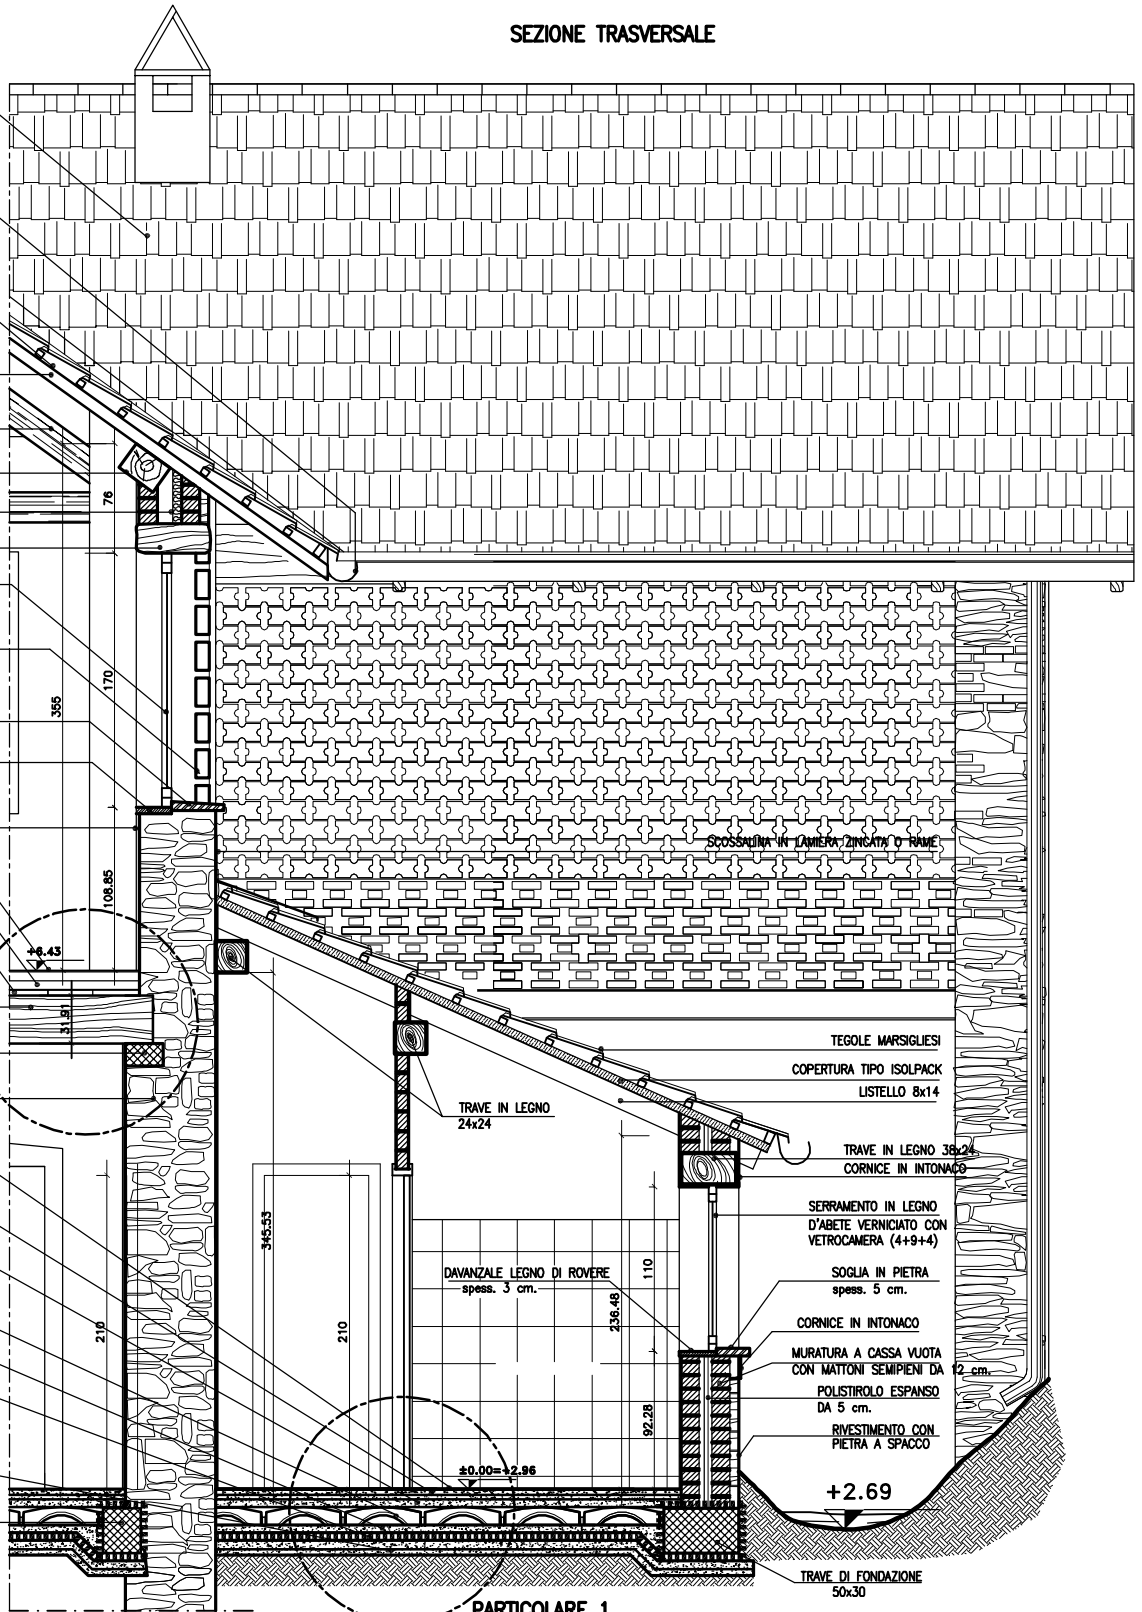 SEZIONE TRASVERSALE
76
355
170
108.85
SCOSSALINA IN LAMIERA ZINCATA O RAME
+6.43
31.91
TEGOLE MARSIGLIESI
COPERTURA TIPO ISOLPACK
LISTELLO 8x14
TRAVE IN LEGNO
24x24
TRAVE IN LEGNO 38x24
CORNICE IN INTONACO
SERRAMENTO IN LEGNO
D'ABETE VERNICIATO CON
VETROCAMERA (4+9+4)
345.53
DAVANZALE LEGNO DI ROVERE
spess. 3 cm.
110
236.48
SOGLIA IN PIETRA
spess. 5 cm.
210
210
CORNICE IN INTONACO
MURATURA A CASSA VUOTA
CON MATTONI SEMIPIENI DA 12 cm.
POLISTIROLO ESPANSO
DA 5 cm.
92.28
RIVESTIMENTO CON
PIETRA A SPACCO
±0.00=+2.96
+2.69
TRAVE DI FONDAZIONE
50x30
PARTICOLARE 1